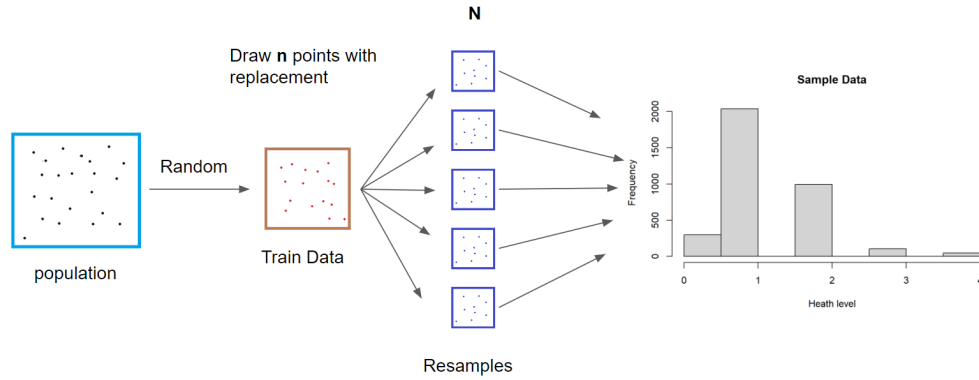 N
Draw n points with
replacement
Random
population
Train Data
Resamples
Sample Data
Frequency
0
500
1000
1500
2000
0
1
2
3
4
Heath level